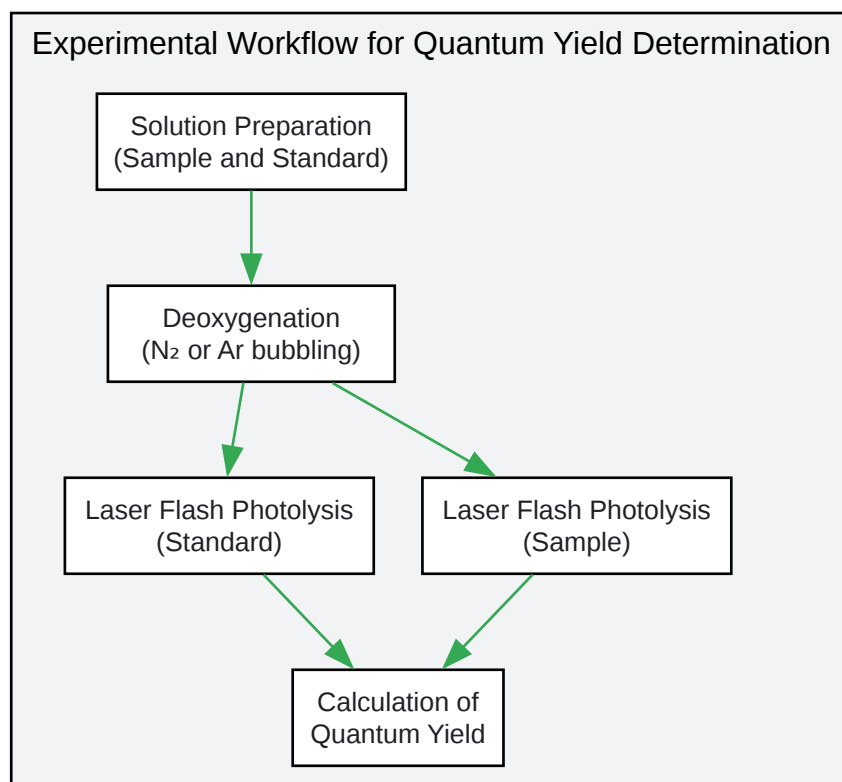 Experimental Workflow for Quantum Yield Determination
Solution Preparation
(Sample and Standard)
Deoxygenation
(N₂ or Ar bubbling)
Laser Flash Photolysis
(Standard)
Laser Flash Photolysis
(Sample)
Calculation of
Quantum Yield